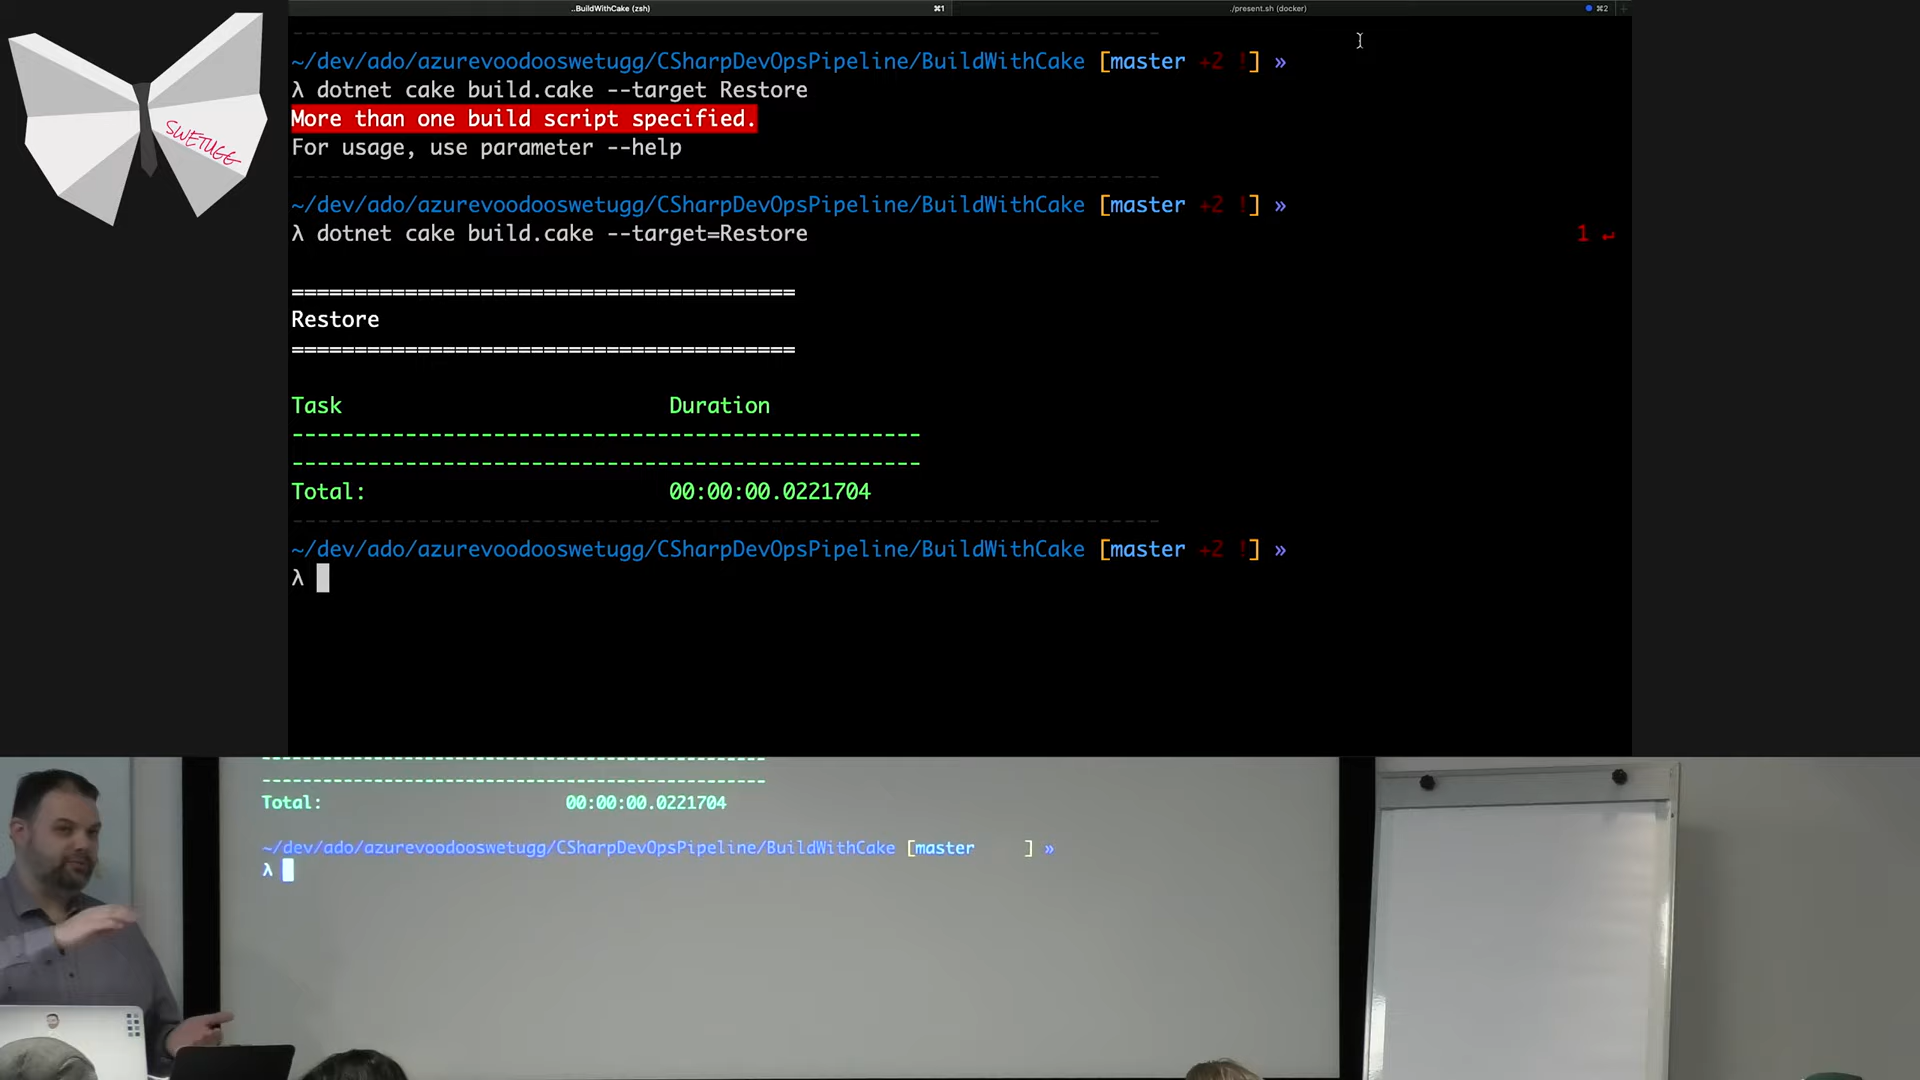 ..BuildWithCake (zsh) ⌘1 ./present.sh (docker) ⌘2
SWETUGG
~/dev/ado/azurevoodooswetugg/CSharpDevOpsPipeline/BuildWithCake [master +2 !] »
λ dotnet cake build.cake --target Restore
More than one build script specified.
For usage, use parameter --help
~/dev/ado/azurevoodooswetugg/CSharpDevOpsPipeline/BuildWithCake [master +2 !] »
λ dotnet cake build.cake --target=Restore 1 ↵
========================================
Restore
========================================
Task Duration
--------------------------------------------------
--------------------------------------------------
Total: 00:00:00.0221704
~/dev/ado/azurevoodooswetugg/CSharpDevOpsPipeline/BuildWithCake [master +2 !] »
λ
Total: 00:00:00.0221704
~/dev/ado/azurevoodooswetugg/CSharpDevOpsPipeline/BuildWithCake [master ] »
λ